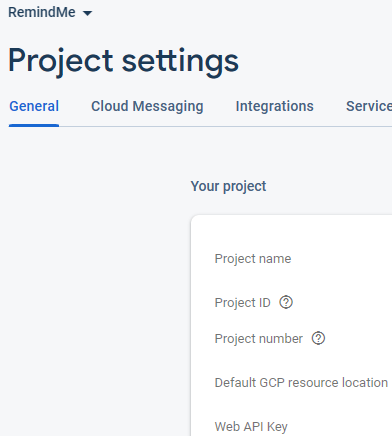 RemindMe
Project settings
General Cloud Messaging Integrations Service
Your project
Project name
Project ID
Project number
Default GCP resource location
Web API Key